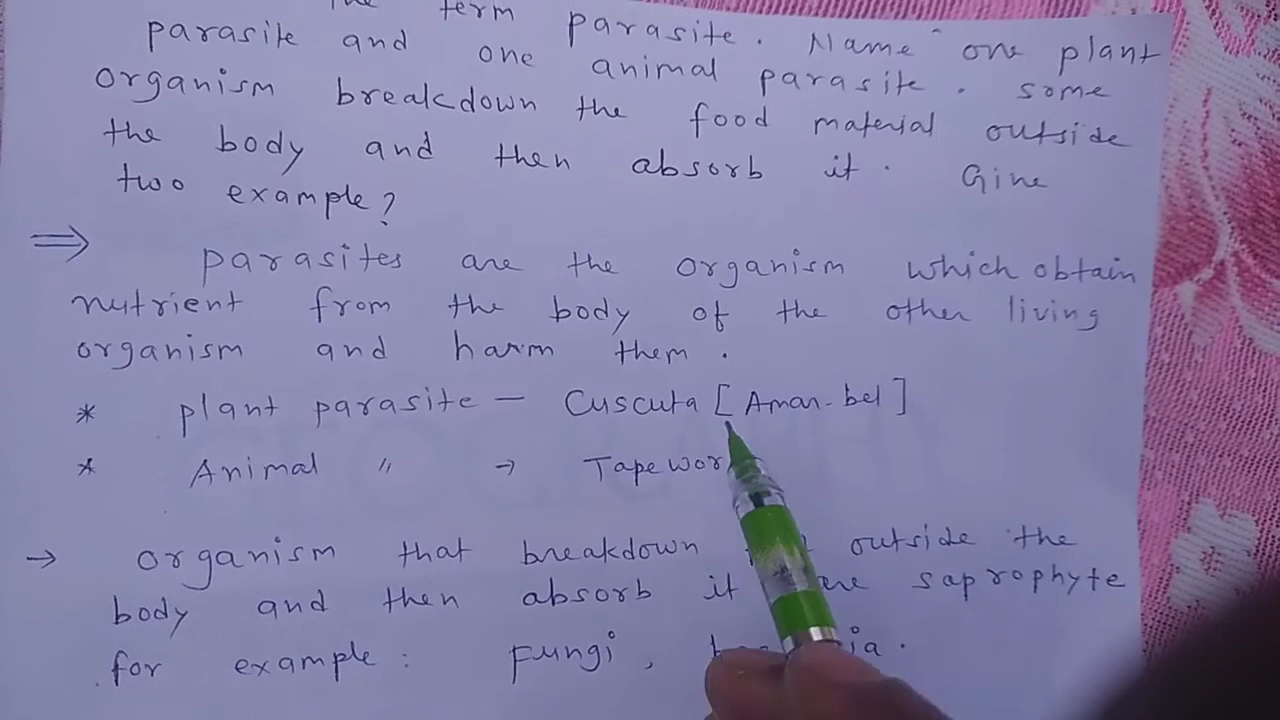 term parasite. Name one plant
parasite and one animal parasite. Some
organism breakdown the food material outside
the body and then absorb it. Give
two example?
⇒ parasites are the organism which obtain
nutrient from the body of the other living
organism and harm them.
* plant parasite — Cuscuta [Amar-bel]
* Animal " → Tapewor
→ organism that breakdown outside the
body and then absorb it saprophyte
for example: Fungi,